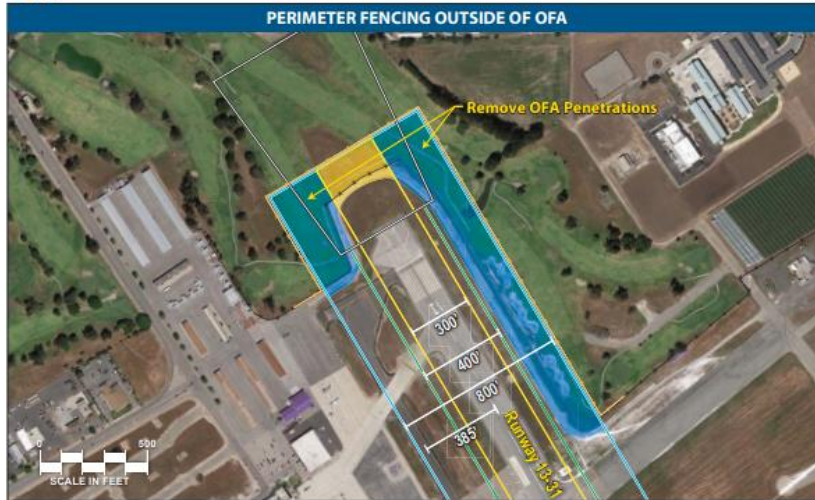 PERIMETER FENCING OUTSIDE OF OFA
Remove OFA Penetrations
300'
400'
800'
385'
Runway 13-31
0 500
SCALE IN FEET